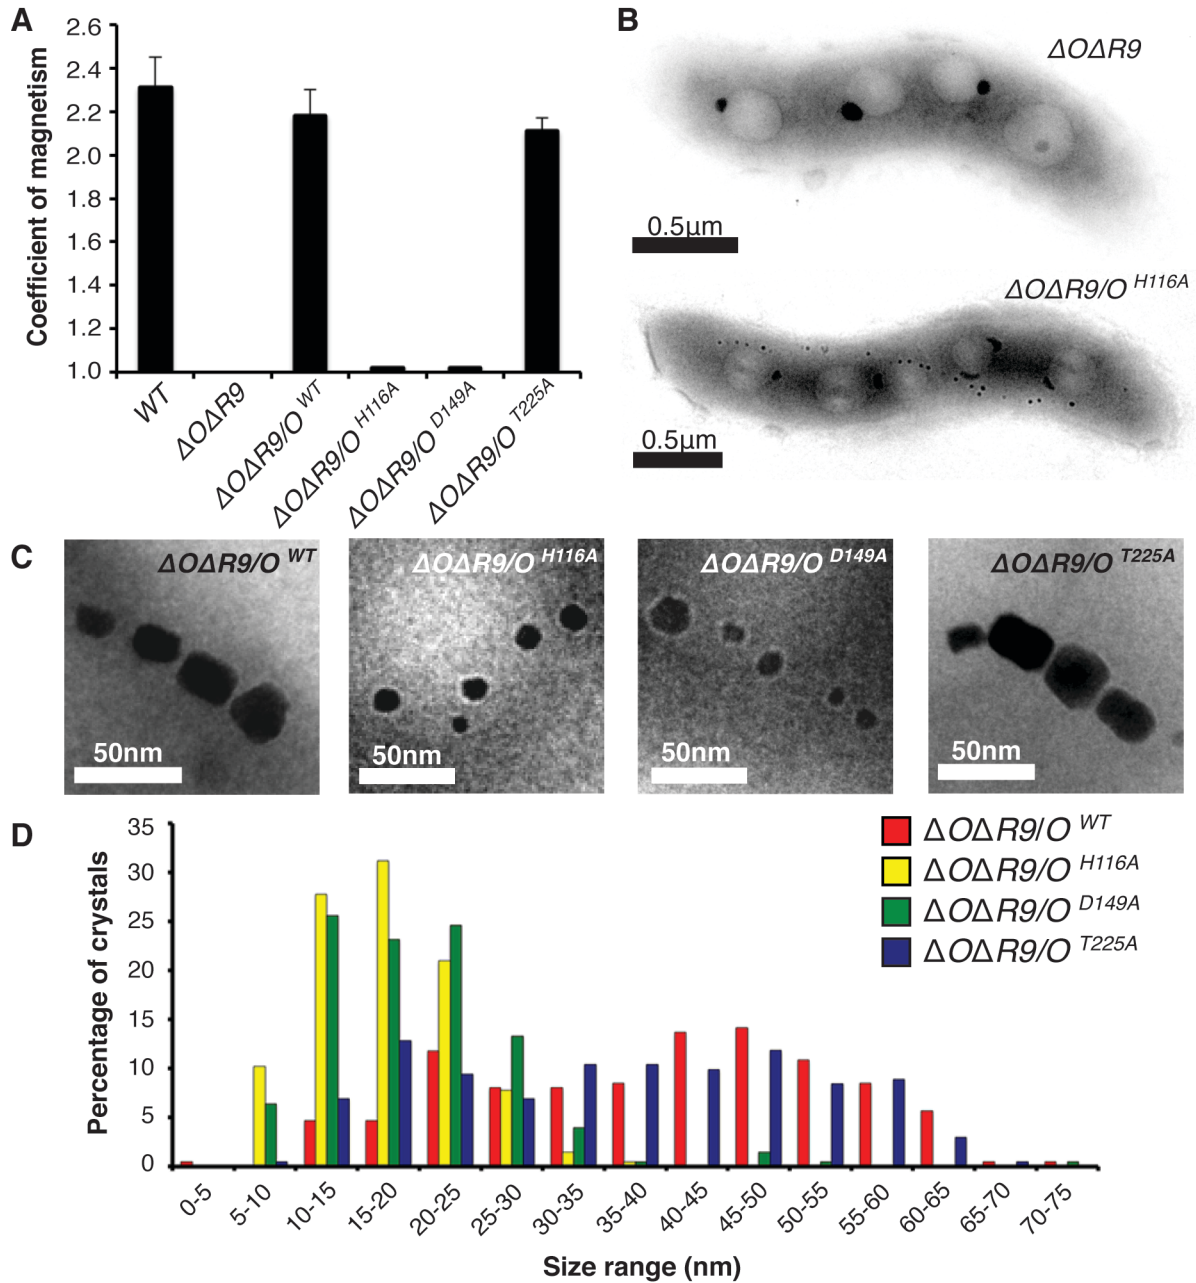 A
2.6
2.4
2.2
2.0
1.8
1.6
1.4
1.2
1.0
Coefficient of magnetism
WT
ΔOΔR9
ΔOΔR9/O WT
ΔOΔR9/O H116A
ΔOΔR9/O D149A
ΔOΔR9/O T225A
B
ΔOΔR9
0.5μm
ΔOΔR9/O H116A
0.5μm
C
ΔOΔR9/O WT
50nm
ΔOΔR9/O H116A
50nm
ΔOΔR9/O D149A
50nm
ΔOΔR9/O T225A
50nm
D
35
30
25
20
15
10
5
0
Percentage of crystals
ΔOΔR9/O WT
ΔOΔR9/O H116A
ΔOΔR9/O D149A
ΔOΔR9/O T225A
0-5
5-10
10-15
15-20
20-25
25-30
30-35
35-40
40-45
45-50
50-55
55-60
60-65
65-70
70-75
Size range (nm)